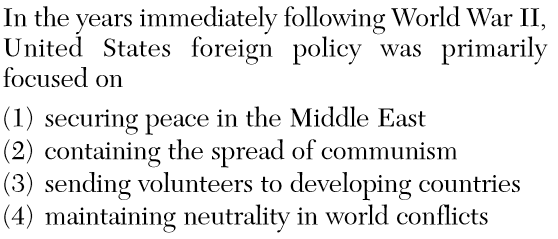 In the years immediately following World War II,
United States foreign policy was primarily
focused on
(1) securing peace in the Middle East
(2) containing the spread of communism
(3) sending volunteers to developing countries
(4) maintaining neutrality in world conflicts